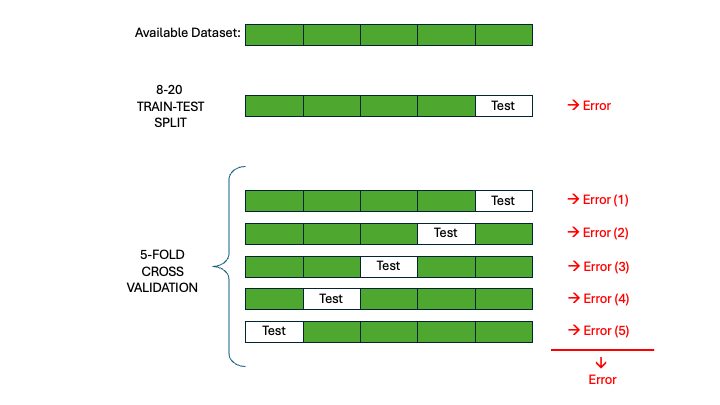 Available Dataset:
8-20
TRAIN-TEST
SPLIT
Test
→ Error
5-FOLD
CROSS
VALIDATION
Test
→ Error (1)
Test
→ Error (2)
Test
→ Error (3)
Test
→ Error (4)
Test
→ Error (5)
↓
Error